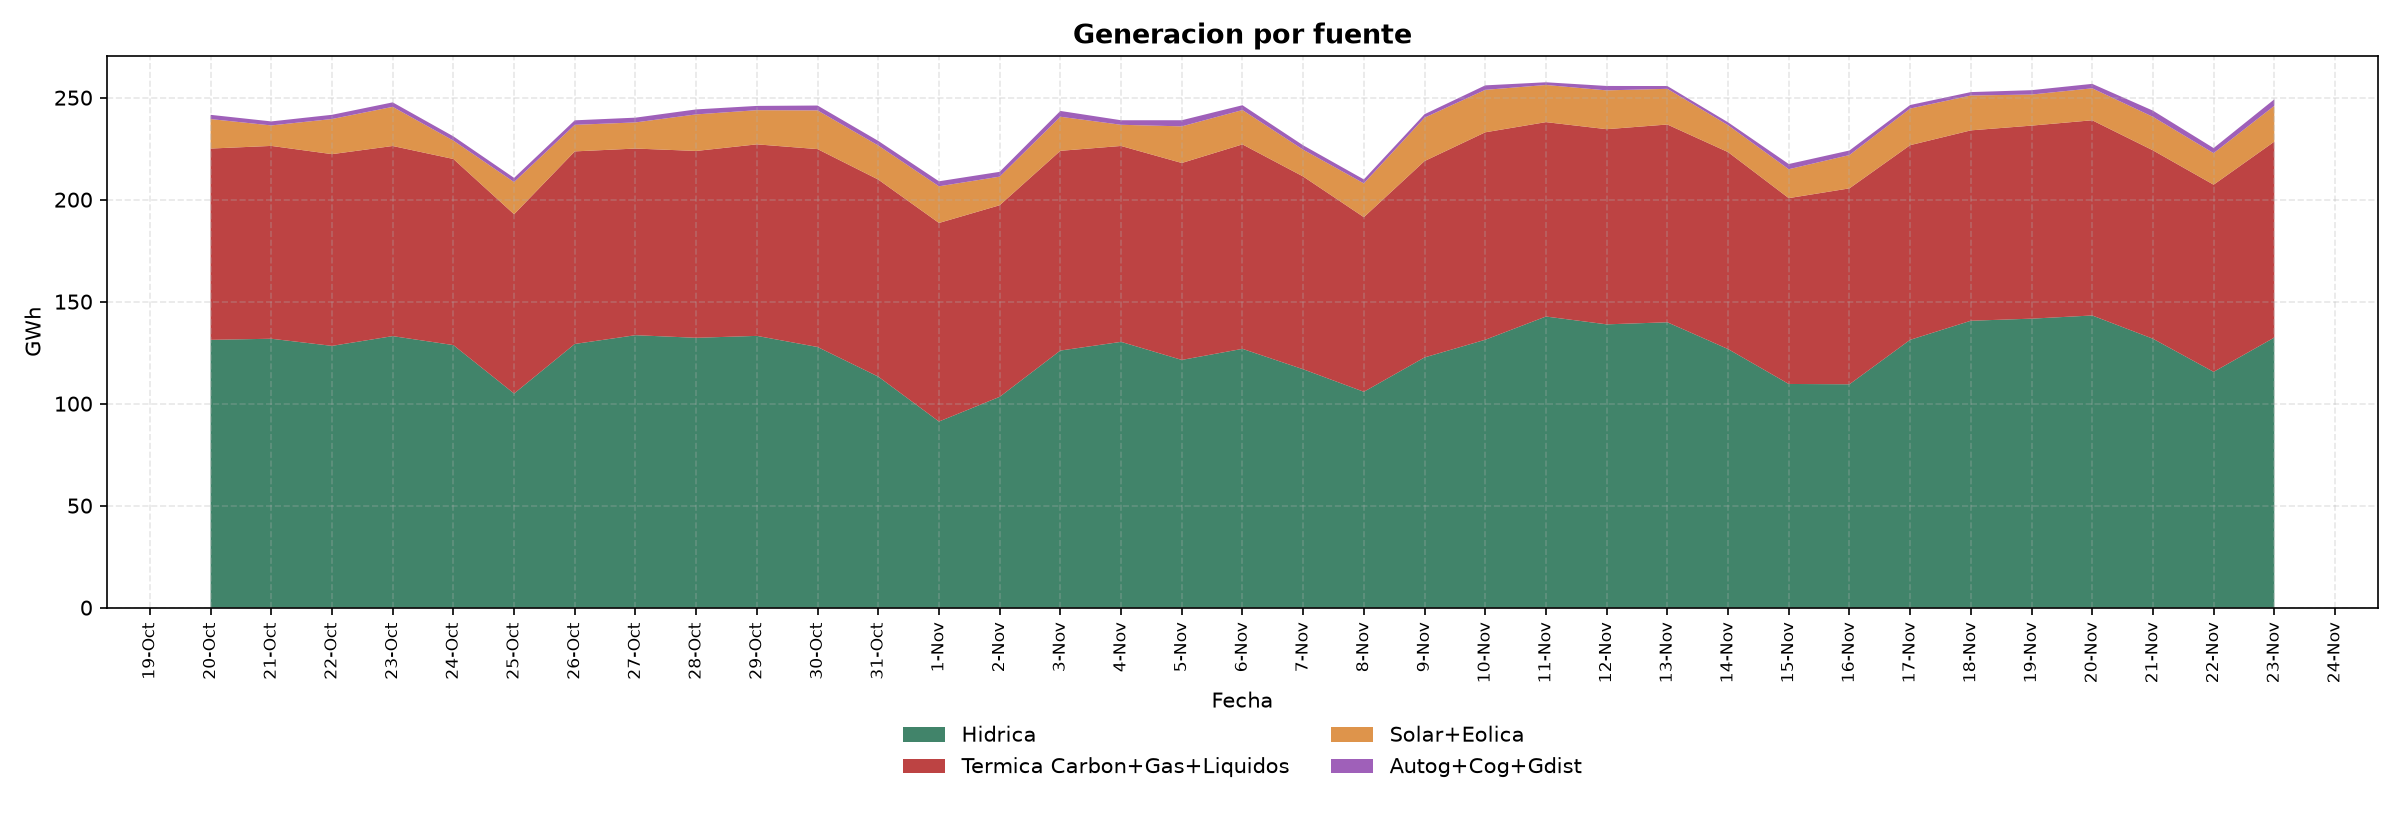 Generacion por fuente
GWh
250
200
150
100
50
0
19-Oct 20-Oct 21-Oct 22-Oct 23-Oct 24-Oct 25-Oct 26-Oct 27-Oct 28-Oct 29-Oct 30-Oct 31-Oct 1-Nov 2-Nov 3-Nov 4-Nov 5-Nov 6-Nov 7-Nov 8-Nov 9-Nov 10-Nov 11-Nov 12-Nov 13-Nov 14-Nov 15-Nov 16-Nov 17-Nov 18-Nov 19-Nov 20-Nov 21-Nov 22-Nov 23-Nov 24-Nov
Fecha
Hidrica
Termica Carbon+Gas+Liquidos
Solar+Eolica
Autog+Cog+Gdist